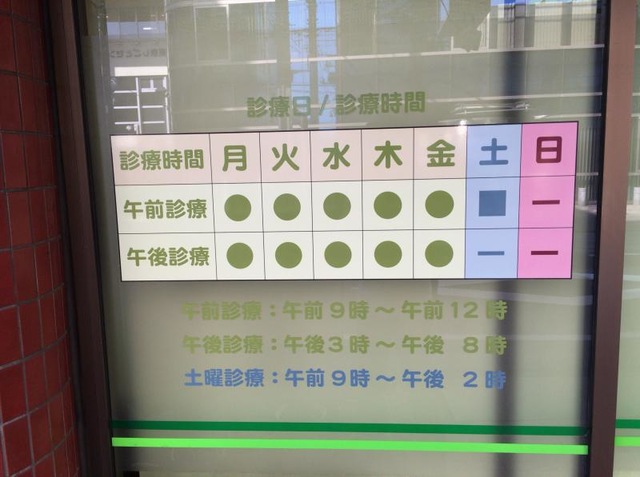 診療日/診療時間
診療時間 月 火 水 木 金 土 日
午前診療 ● ● ● ● ● ■ ー
午後診療 ● ● ● ● ● ー ー
午前診療：午前9時～午前12時
午後診療：午後3時～午後 8時
土曜診療：午前9時～午後 2時